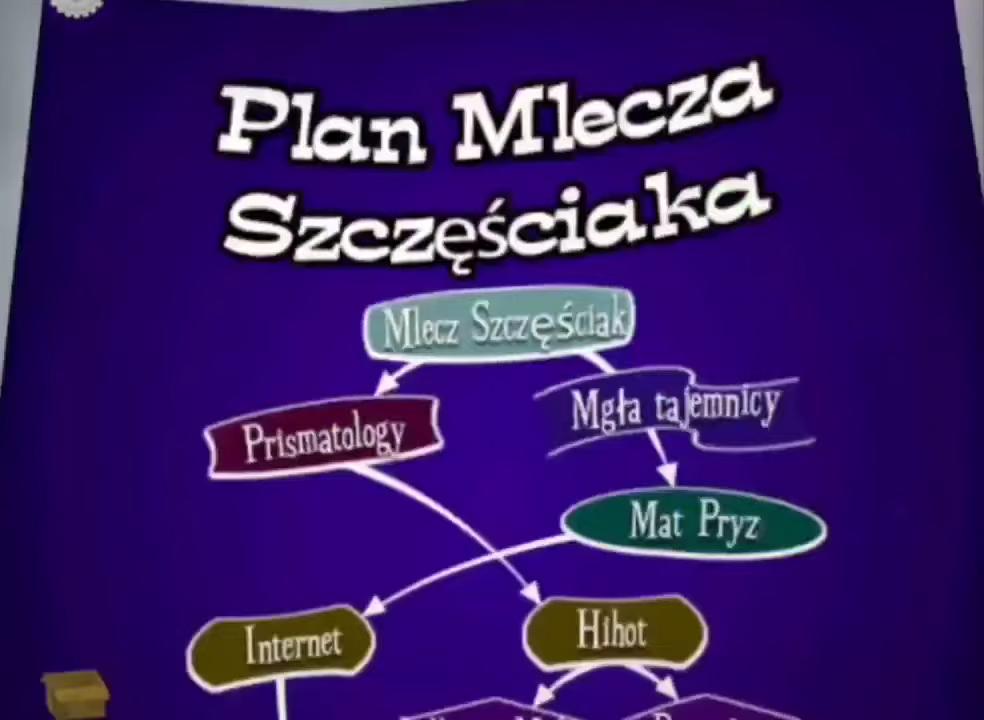 Plan Mlecza
Szczęściaka
Mlecz Szczęściak
Mgła tajemnicy
Prismatology
Mat Pryz
Internet
Hihot